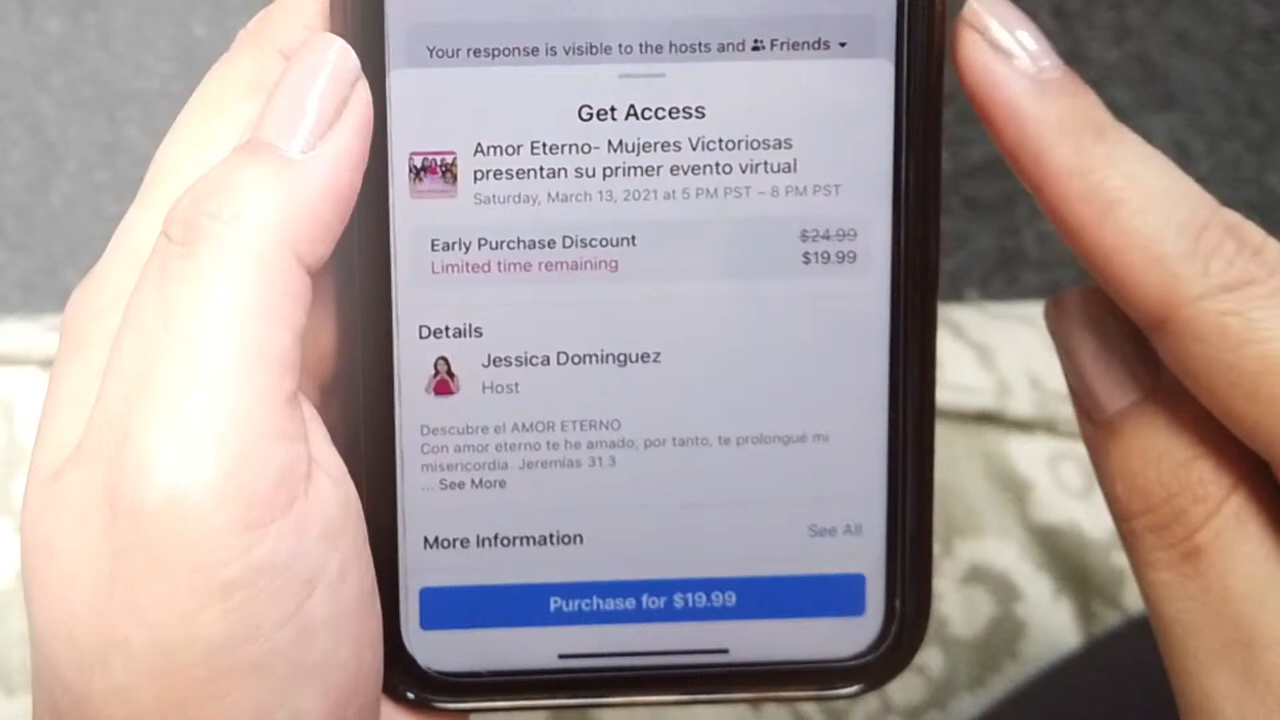 Your response is visible to the hosts and Friends
Get Access
Amor Eterno- Mujeres Victoriosas
presentan su primer evento virtual
Saturday, March 13, 2021 at 5 PM PST – 8 PM PST
Early Purchase Discount $24.99
Limited time remaining $19.99
Details
Jessica Dominguez
Host
Descubre el AMOR ETERNO
Con amor eterno te he amado; por tanto, te prolongué mi
misericordia. Jeremías 31.3
... See More
More Information See All
Purchase for $19.99